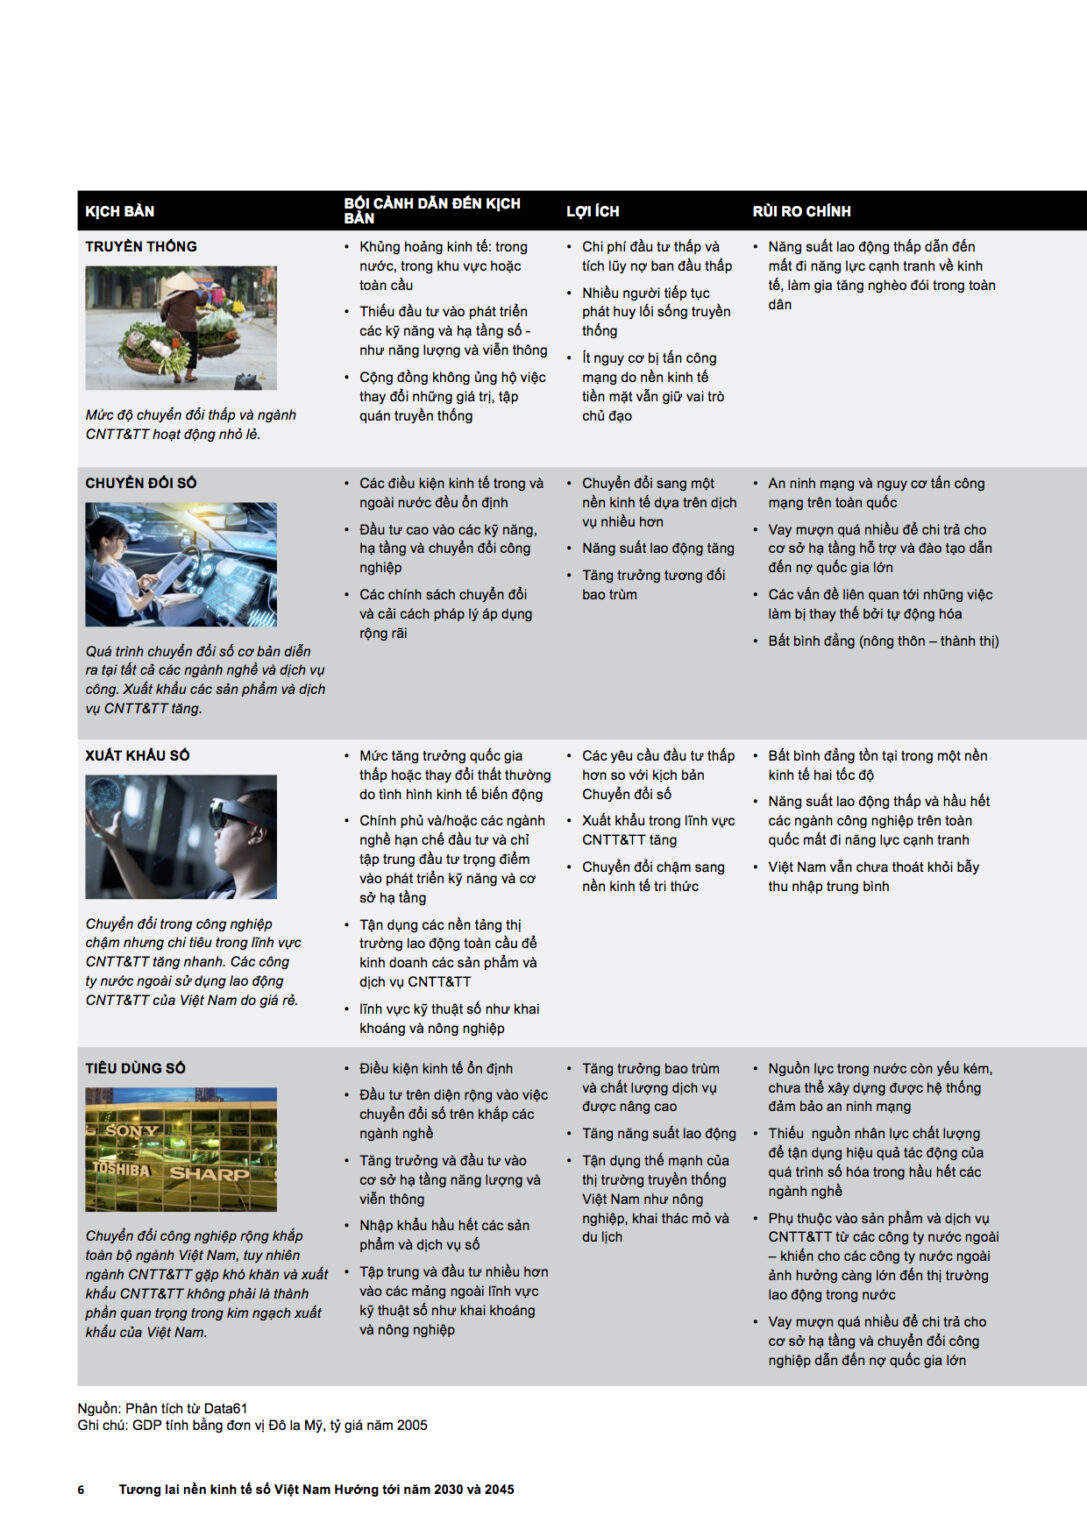 KỊCH BẢN
BỐI CẢNH DẪN ĐẾN KỊCH
BẢN
LỢI ÍCH
RỦI RO CHÍNH
TRUYỀN THỐNG
Mức độ chuyển đổi thấp và ngành
CNTT&TT hoạt động nhỏ lẻ.
• Khủng hoảng kinh tế: trong
nước, trong khu vực hoặc
toàn cầu
• Thiếu đầu tư vào phát triển
các kỹ năng và hạ tầng số -
như năng lượng và viễn thông
• Cộng đồng không ủng hộ việc
thay đổi những giá trị, tập
quán truyền thống
• Chi phí đầu tư thấp và
tích lũy nợ ban đầu thấp
• Nhiều người tiếp tục
phát huy lối sống truyền
thống
• Ít nguy cơ bị tấn công
mạng do nền kinh tế
tiền mặt vẫn giữ vai trò
chủ đạo
• Năng suất lao động thấp dẫn đến
mất đi năng lực cạnh tranh về kinh
tế, làm gia tăng nghèo đói trong toàn
dân
CHUYỂN ĐỔI SỐ
Quá trình chuyển đổi số cơ bản diễn
ra tại tất cả các ngành nghề và dịch vụ
công. Xuất khẩu các sản phẩm và dịch
vụ CNTT&TT tăng.
• Các điều kiện kinh tế trong và
ngoài nước đều ổn định
• Đầu tư cao vào các kỹ năng,
hạ tầng và chuyển đổi công
nghiệp
• Các chính sách chuyển đổi
và cải cách pháp lý áp dụng
rộng rãi
• Chuyển đổi sang một
nền kinh tế dựa trên dịch
vụ nhiều hơn
• Năng suất lao động tăng
• Tăng trưởng tương đối
bao trùm
• An ninh mạng và nguy cơ tấn công
mạng trên toàn quốc
• Vay mượn quá nhiều để chi trả cho
cơ sở hạ tầng hỗ trợ và đào tạo dẫn
đến nợ quốc gia lớn
• Các vấn đề liên quan tới những việc
làm bị thay thế bởi tự động hóa
• Bất bình đẳng (nông thôn – thành thị)
XUẤT KHẨU SỐ
Chuyển đổi trong công nghiệp
chậm nhưng chi tiêu trong lĩnh vực
CNTT&TT tăng nhanh. Các công
ty nước ngoài sử dụng lao động
CNTT&TT của Việt Nam do giá rẻ.
• Mức tăng trưởng quốc gia
thấp hoặc thay đổi thất thường
do tình hình kinh tế biến động
• Chính phủ và/hoặc các ngành
nghề hạn chế đầu tư và chỉ
tập trung đầu tư trọng điểm
vào phát triển kỹ năng và cơ
sở hạ tầng
• Tận dụng các nền tảng thị
trường lao động toàn cầu để
kinh doanh các sản phẩm và
dịch vụ CNTT&TT
• lĩnh vực kỹ thuật số như khai
khoáng và nông nghiệp
• Các yêu cầu đầu tư thấp
hơn so với kịch bản
Chuyển đổi số
• Xuất khẩu trong lĩnh vực
CNTT&TT tăng
• Chuyển đổi chậm sang
nền kinh tế tri thức
• Bất bình đẳng tồn tại trong một nền
kinh tế hai tốc độ
• Năng suất lao động thấp và hầu hết
các ngành công nghiệp trên toàn
quốc mất đi năng lực cạnh tranh
• Việt Nam vẫn chưa thoát khỏi bẫy
thu nhập trung bình
TIÊU DÙNG SỐ
SONY
TOSHIBA SHARP S
Chuyển đổi công nghiệp rộng khắp
toàn bộ ngành Việt Nam, tuy nhiên
ngành CNTT&TT gặp khó khăn và xuất
khẩu CNTT&TT không phải là thành
phần quan trọng trong kim ngạch xuất
khẩu của Việt Nam.
• Điều kiện kinh tế ổn định
• Đầu tư trên diện rộng vào việc
chuyển đổi số trên khắp các
ngành nghề
• Tăng trưởng và đầu tư vào
cơ sở hạ tầng năng lượng và
viễn thông
• Nhập khẩu hầu hết các sản
phẩm và dịch vụ số
• Tập trung và đầu tư nhiều hơn
vào các mảng ngoài lĩnh vực
kỹ thuật số như khai khoáng
và nông nghiệp
• Tăng trưởng bao trùm
và chất lượng dịch vụ
được nâng cao
• Tăng năng suất lao động
• Tận dụng thế mạnh của
thị trường truyền thống
Việt Nam như nông
nghiệp, khai thác mỏ và
du lịch
• Nguồn lực trong nước còn yếu kém,
chưa thể xây dựng được hệ thống
đảm bảo an ninh mạng
• Thiếu nguồn nhân lực chất lượng
để tận dụng hiệu quả tác động của
quá trình số hóa trong hầu hết các
ngành nghề
• Phụ thuộc vào sản phẩm và dịch vụ
CNTT&TT từ các công ty nước ngoài
– khiến cho các công ty nước ngoài
ảnh hưởng càng lớn đến thị trường
lao động trong nước
• Vay mượn quá nhiều để chi trả cho
cơ sở hạ tầng và chuyển đổi công
nghiệp dẫn đến nợ quốc gia lớn
Nguồn: Phân tích từ Data61
Ghi chú: GDP tính bằng đơn vị Đô la Mỹ, tỷ giá năm 2005
6 Tương lai nền kinh tế số Việt Nam Hướng tới năm 2030 và 2045